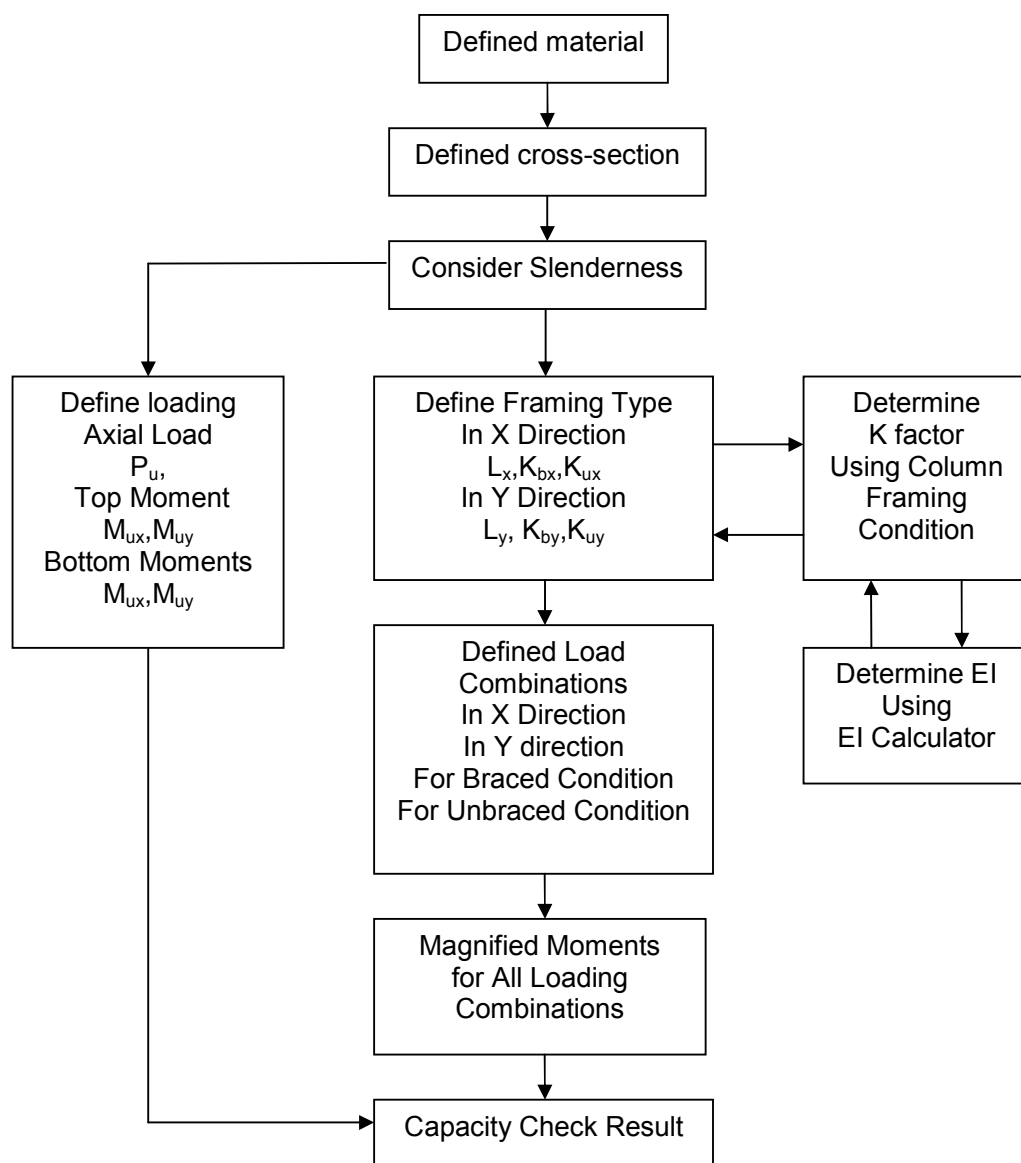 Defined material
Defined cross-section
Consider Slenderness
Define loading
Axial Load
Pu,
Top Moment
Mux,Muy
Bottom Moments
Mux,Muy
Define Framing Type
In X Direction
Lx,Kbx,Kux
In Y Direction
Ly, Kby,Kuy
Determine
K factor
Using Column
Framing
Condition
Defined Load
Combinations
In X Direction
In Y direction
For Braced Condition
For Unbraced Condition
Determine EI
Using
EI Calculator
Magnified Moments
for All Loading
Combinations
Capacity Check Result